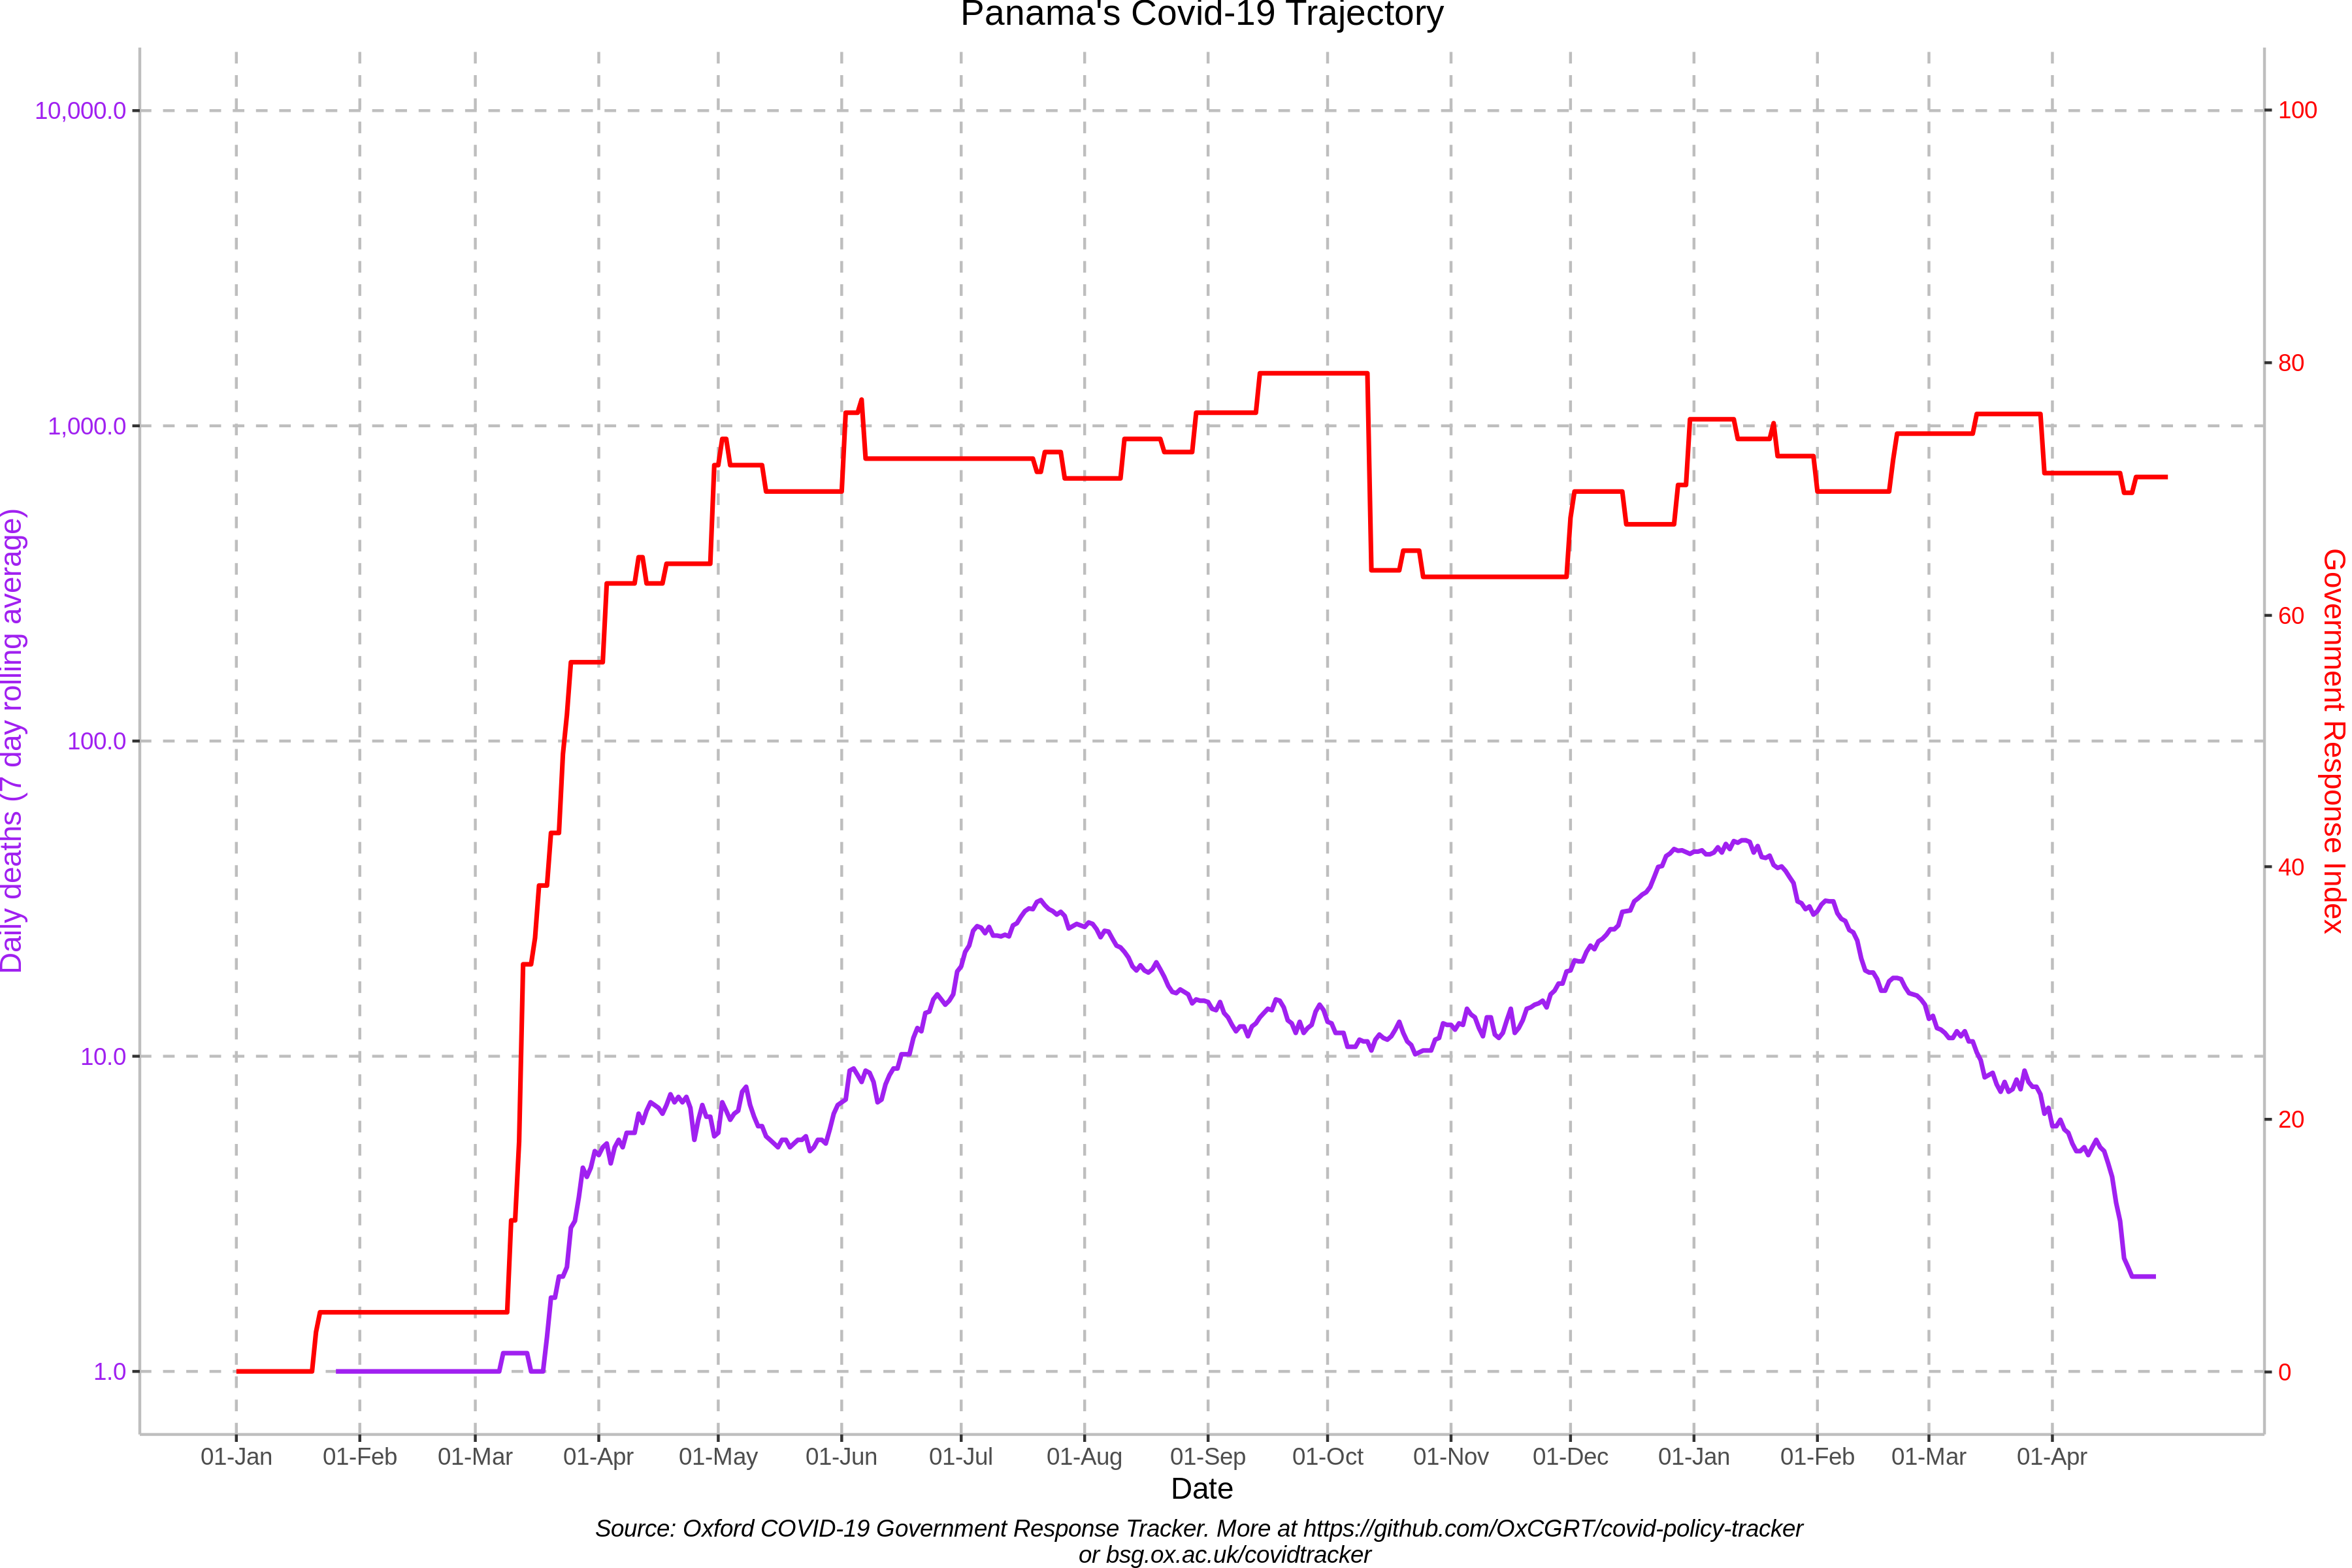 Panama's Covid-19 Trajectory
10,000.0
1,000.0
100.0
10.0
1.0
Daily deaths (7 day rolling average)
100
80
60
40
20
0
Government Response Index
01-Jan 01-Feb 01-Mar 01-Apr 01-May 01-Jun 01-Jul 01-Aug 01-Sep 01-Oct 01-Nov 01-Dec 01-Jan 01-Feb 01-Mar 01-Apr
Date
Source: Oxford COVID-19 Government Response Tracker. More at https://github.com/OxCGRT/covid-policy-tracker
or bsg.ox.ac.uk/covidtracker